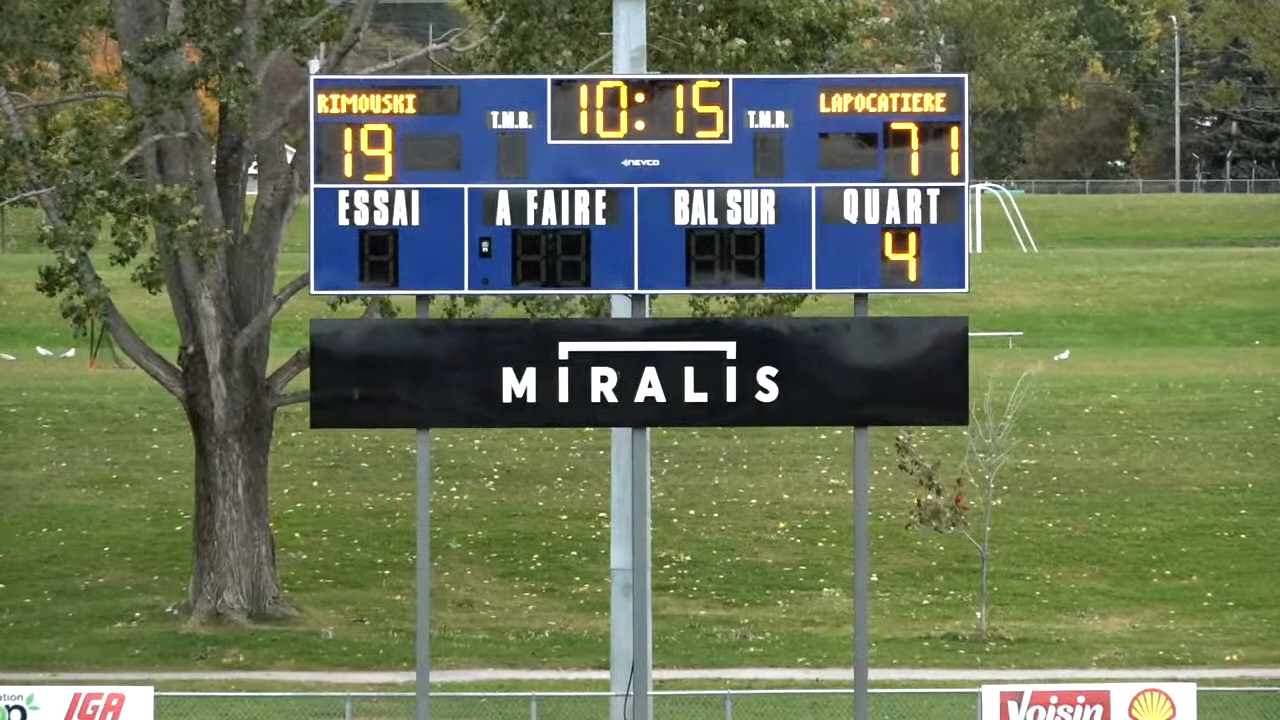 RIMOUSKI
10:15
LAPOCATIERE
T.M.R.
T.M.R.
19
71
NEVCO
ESSAI
A FAIRE
BAL SUR
QUART
4
MIRALIS
IGA
Voisin